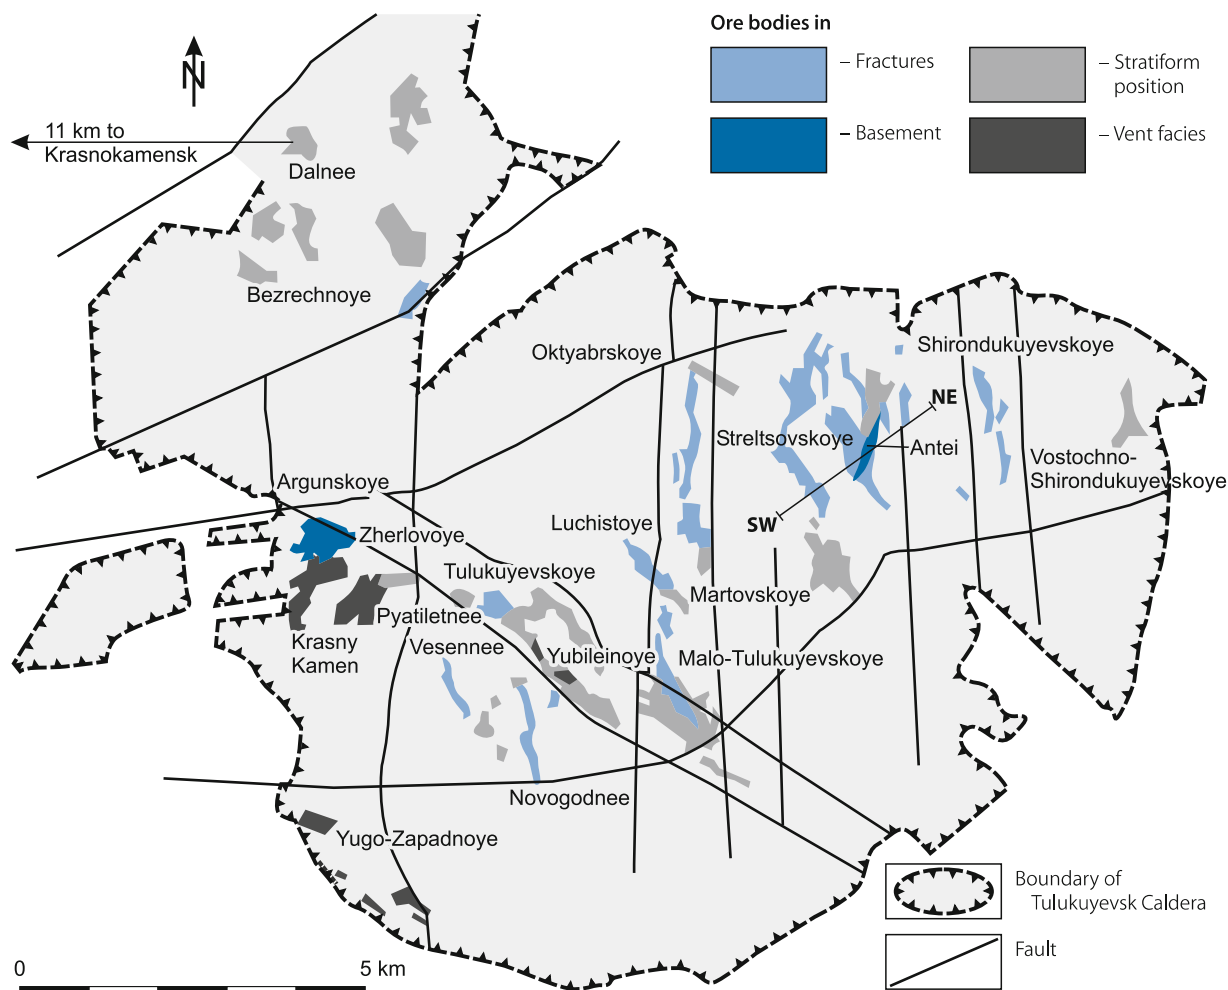 Ore bodies in
– Fractures
– Stratiform
position
– Basement
– Vent facies
N
11 km to
Krasnokamensk
Dalnee
Bezrechnoye
Oktyabrskoye
Shirondukuyevskoye
NE
Streltsovskoye
Antei
Vostochno-
Shirondukuyevskoye
Argunskoye
SW
Luchistoye
Zherlovoye
Tulukuyevskoye
Martovskoye
Pyatiletnee
Krasny
Kamen
Vesennee
Yubileinoye
Malo-Tulukuyevskoye
Novogodnee
Yugo-Zapadnoye
Boundary of
Tulukuyevsk Caldera
Fault
0
5 km